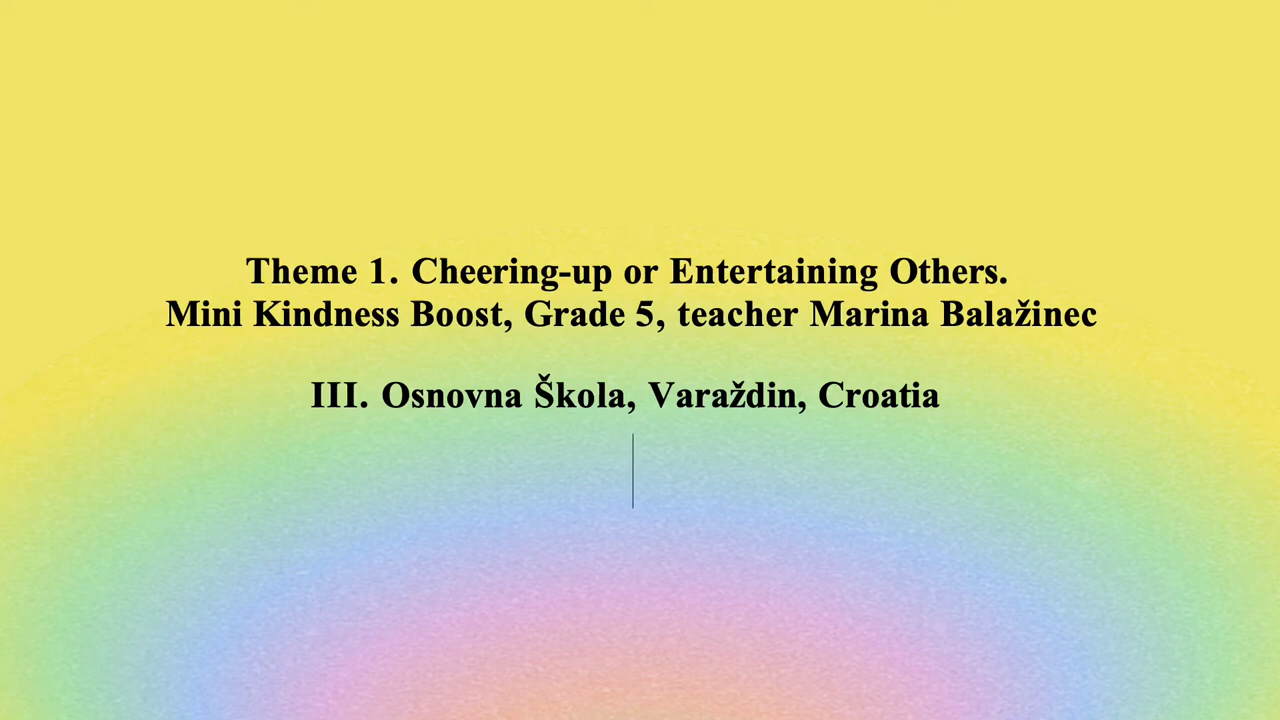 Theme 1. Cheering-up or Entertaining Others.
Mini Kindness Boost, Grade 5, teacher Marina Balažinec
III. Osnovna Škola, Varaždin, Croatia